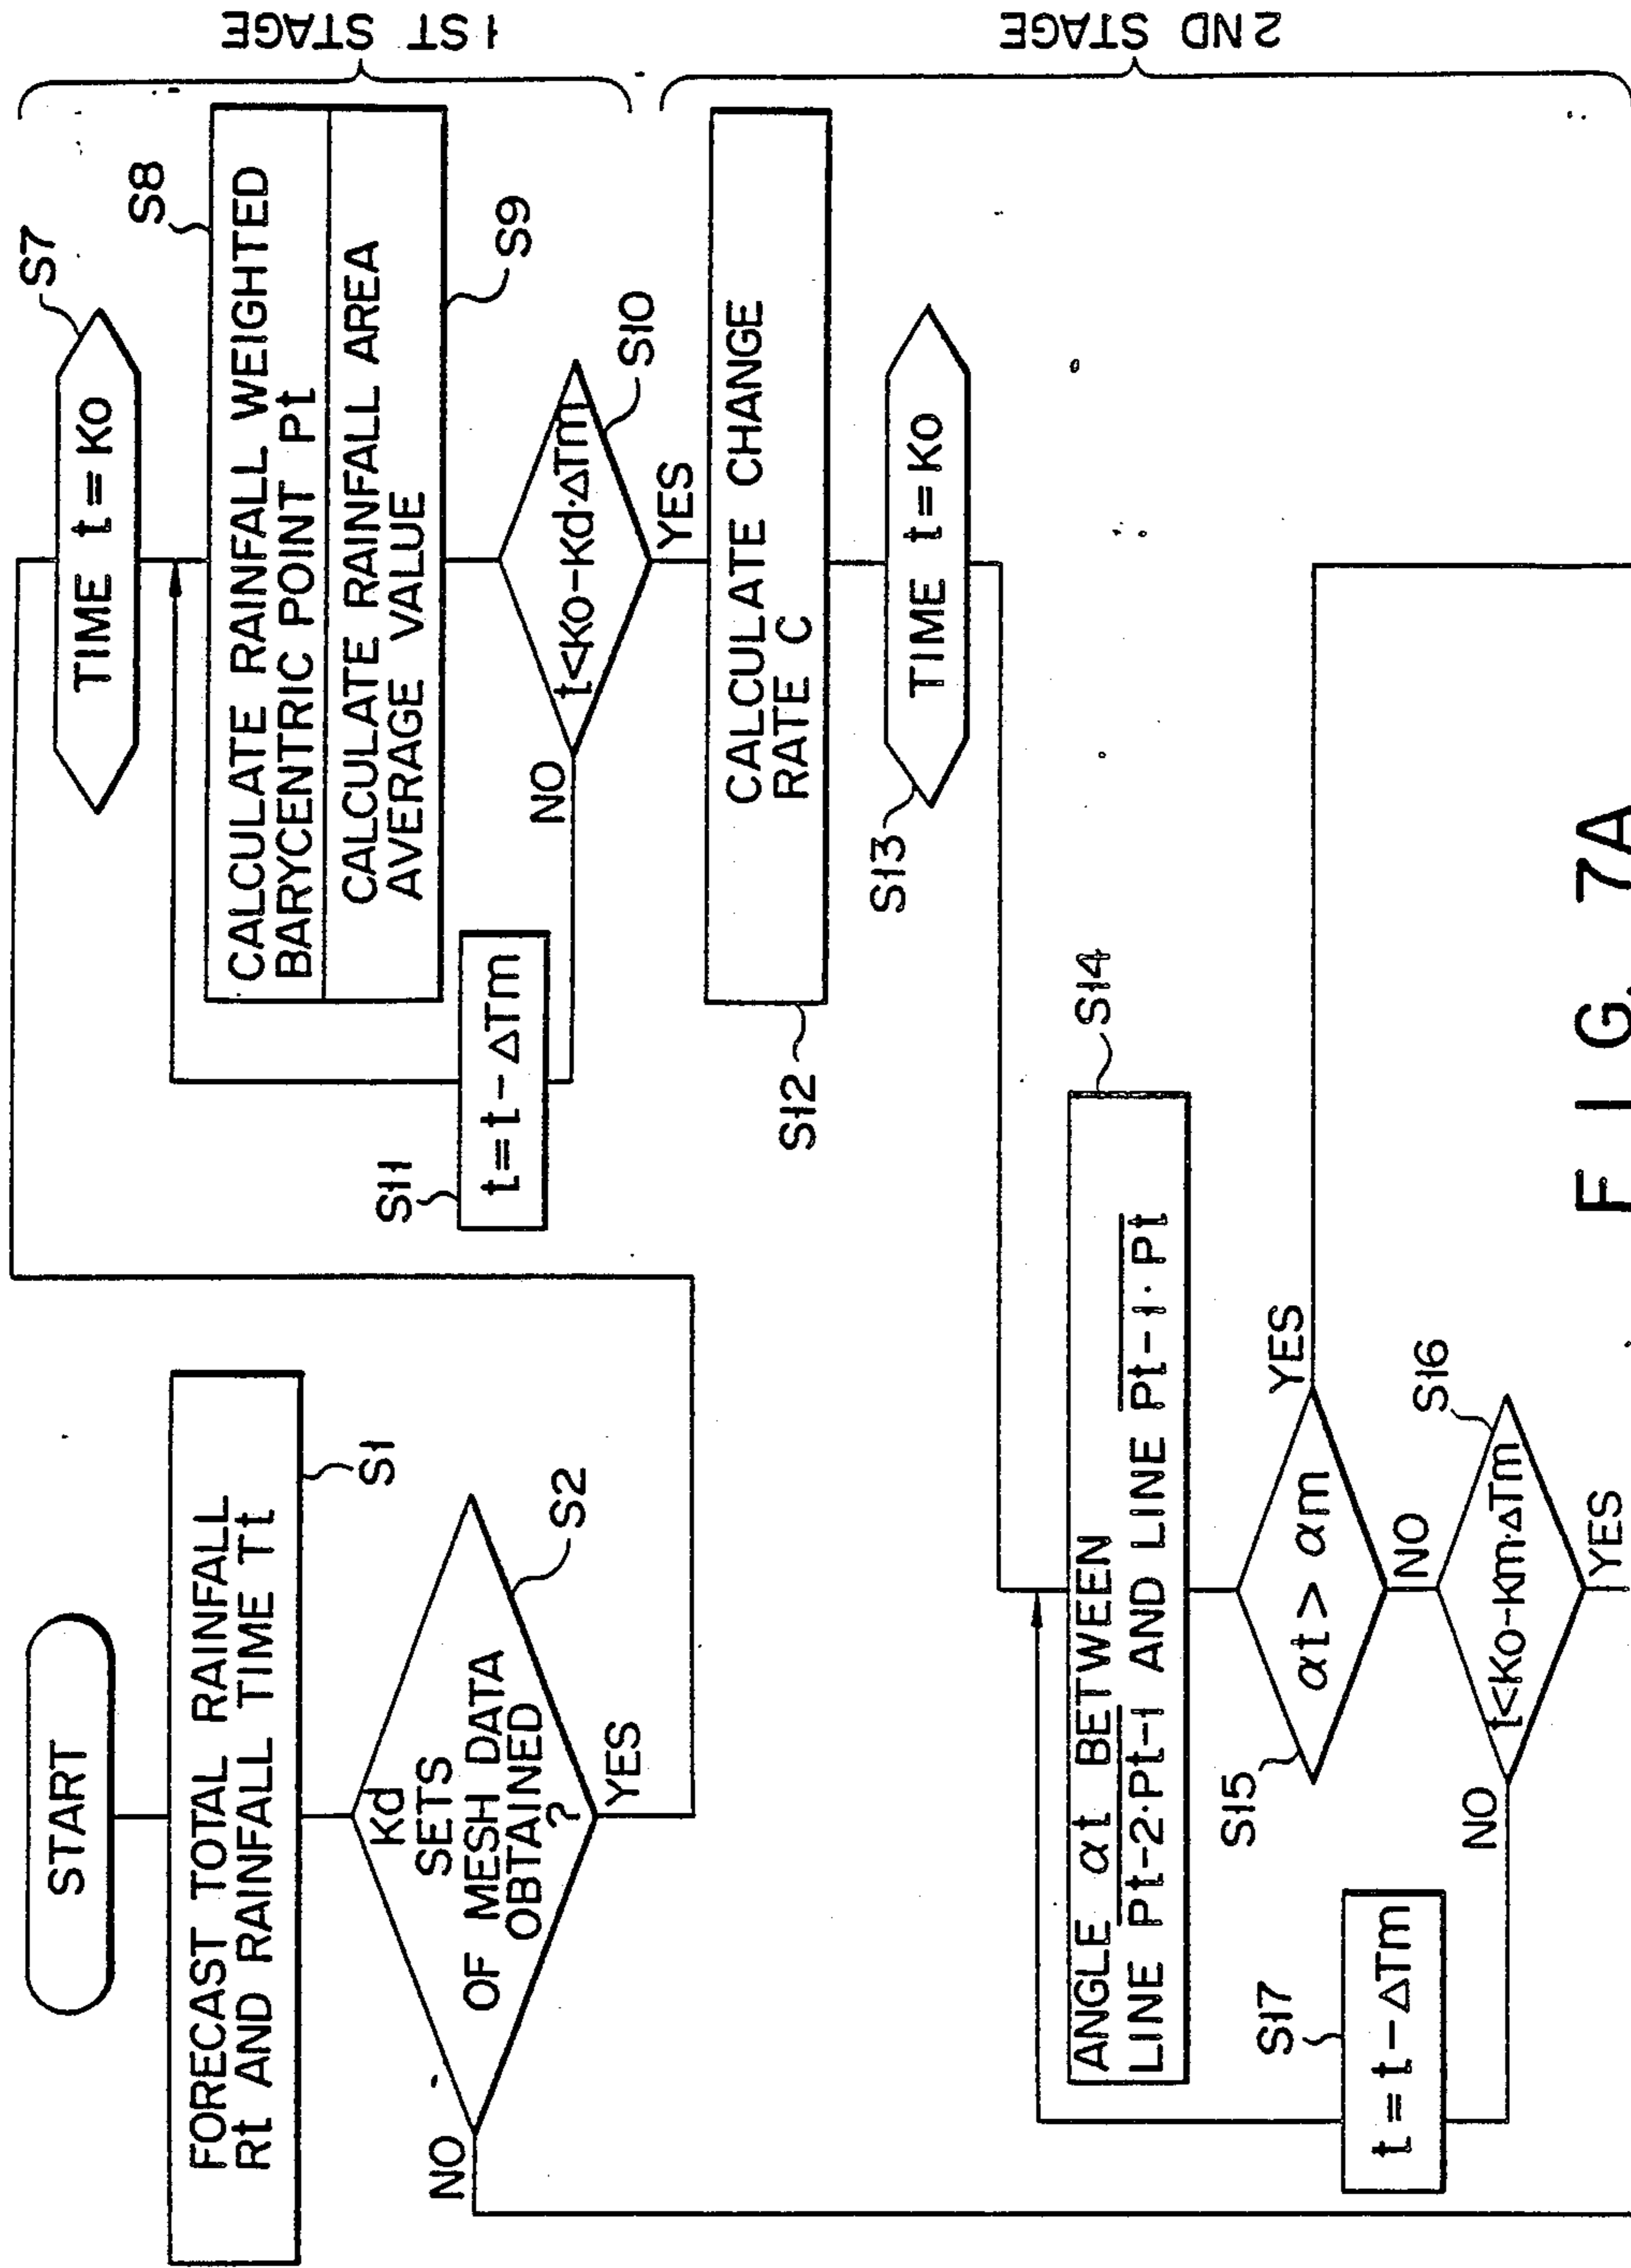 START
FORECAST TOTAL RAINFALL
Rt AND RAINFALL TIME Tt
S1
Kd
SETS
OF MESH DATA
OBTAINED
?
S2
NO
YES
TIME t=Ko
S7
CALCULATE RAINFALL WEIGHTED
BARYCENTRIC POINT Pt
S8
CALCULATE RAINFALL AREA
AVERAGE VALUE
S9
t<Ko-Kd·ΔTm
S10
NO
YES
t=t-ΔTm
S11
1ST STAGE
CALCULATE CHANGE
RATE C
S12
TIME t=Ko
S13
ANGLE αt BETWEEN
LINE Pt-2·Pt-1 AND LINE Pt-1·Pt
S14
αt > αm
S15
YES
NO
t<Ko-Km·ΔTm
S16
NO
YES
t=t-ΔTm
S17
2ND STAGE
FIG. 7A